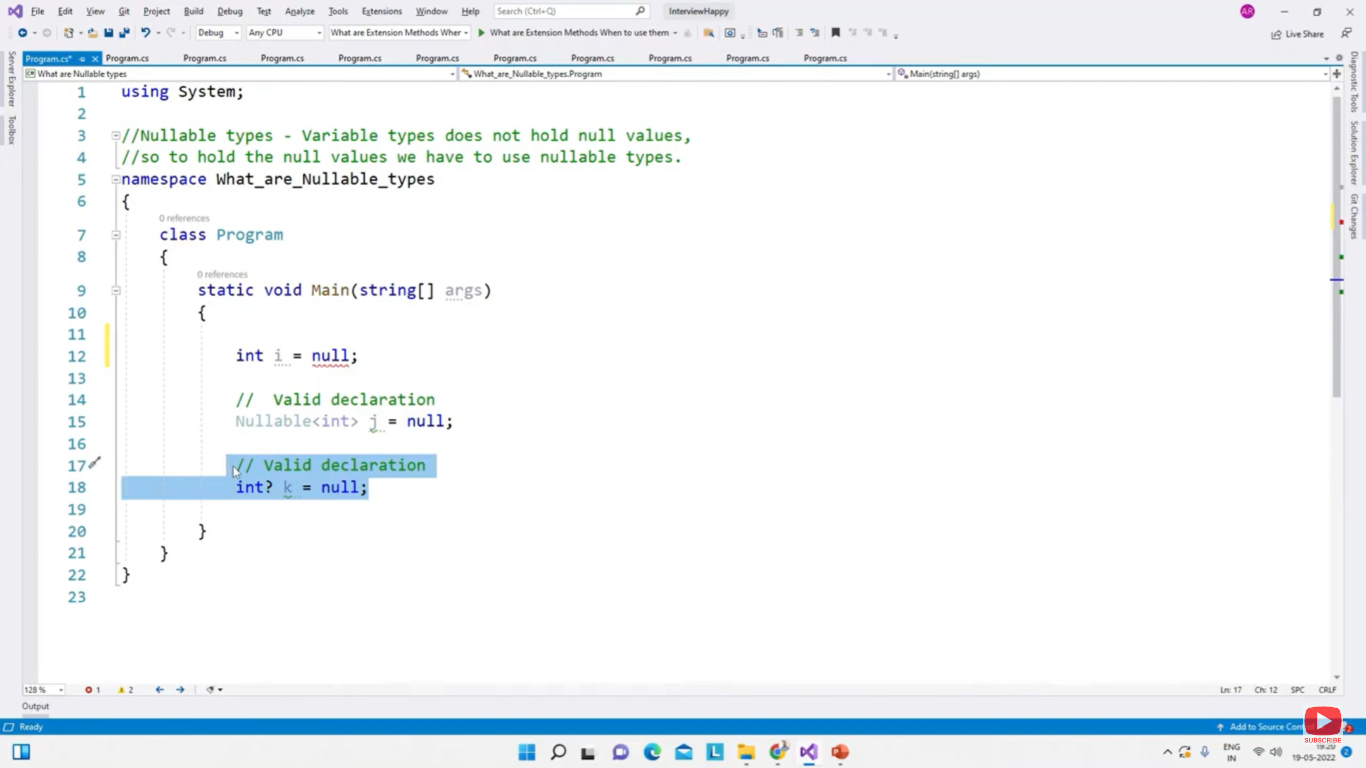 File Edit View Git Project Build Debug Test Analyze Tools Extensions Window Help Search (Ctrl+Q) InterviewHappy AR
Debug Any CPU What are Extension Methods Wher What are Extension Methods When to use them Live Share
Program.cs* Program.cs Program.cs Program.cs Program.cs Program.cs Program.cs Program.cs Program.cs Program.cs Program.cs
What are Nullable types What_are_Nullable_types.Program Main(string[] args)
Server Explorer
Toolbox
Diagnostic Tools
Solution Explorer
Git Changes
1 using System;
2
3 //Nullable types - Variable types does not hold null values,
4 //so to hold the null values we have to use nullable types.
5 namespace What_are_Nullable_types
6 {
0 references
7 class Program
8 {
0 references
9 static void Main(string[] args)
10 {
11
12 int i = null;
13
14 //  Valid declaration
15 Nullable<int> j = null;
16
17 // Valid declaration
18 int? k = null;
19
20 }
21 }
22 }
23
128 % 1 2 Ln: 17 Ch: 12 SPC CRLF
Output
Ready Add to Source Contr 2
SUBSCRIBE
ENG
IN
19:20
19-05-2022
2